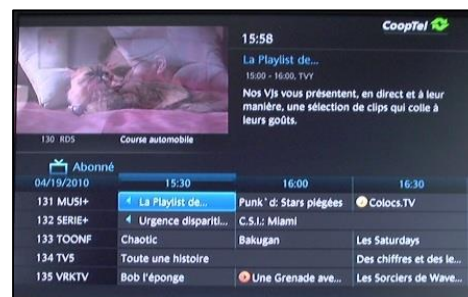 CoopTel
15:58
La Playlist de...
15:00 - 16:00, TVY
Nos VJs vous présentent, en direct et à leur
manière, une sélection de clips qui colle à
leurs goûts.
130 RDS Course automobile
Abonné
04/19/2010 15:30 16:00 16:30
131 MUSI+ La Playlist de... Punk`d: Stars piégées Colocs.TV
132 SERIE+ Urgence dispariti... C.S.I.: Miami
133 TOONF Chaotic Bakugan Les Saturdays
134 TV5 Toute une histoire Des chiffres et des le...
135 VRKTV Bob l'éponge Une Grenade ave... Les Sorciers de Wave...